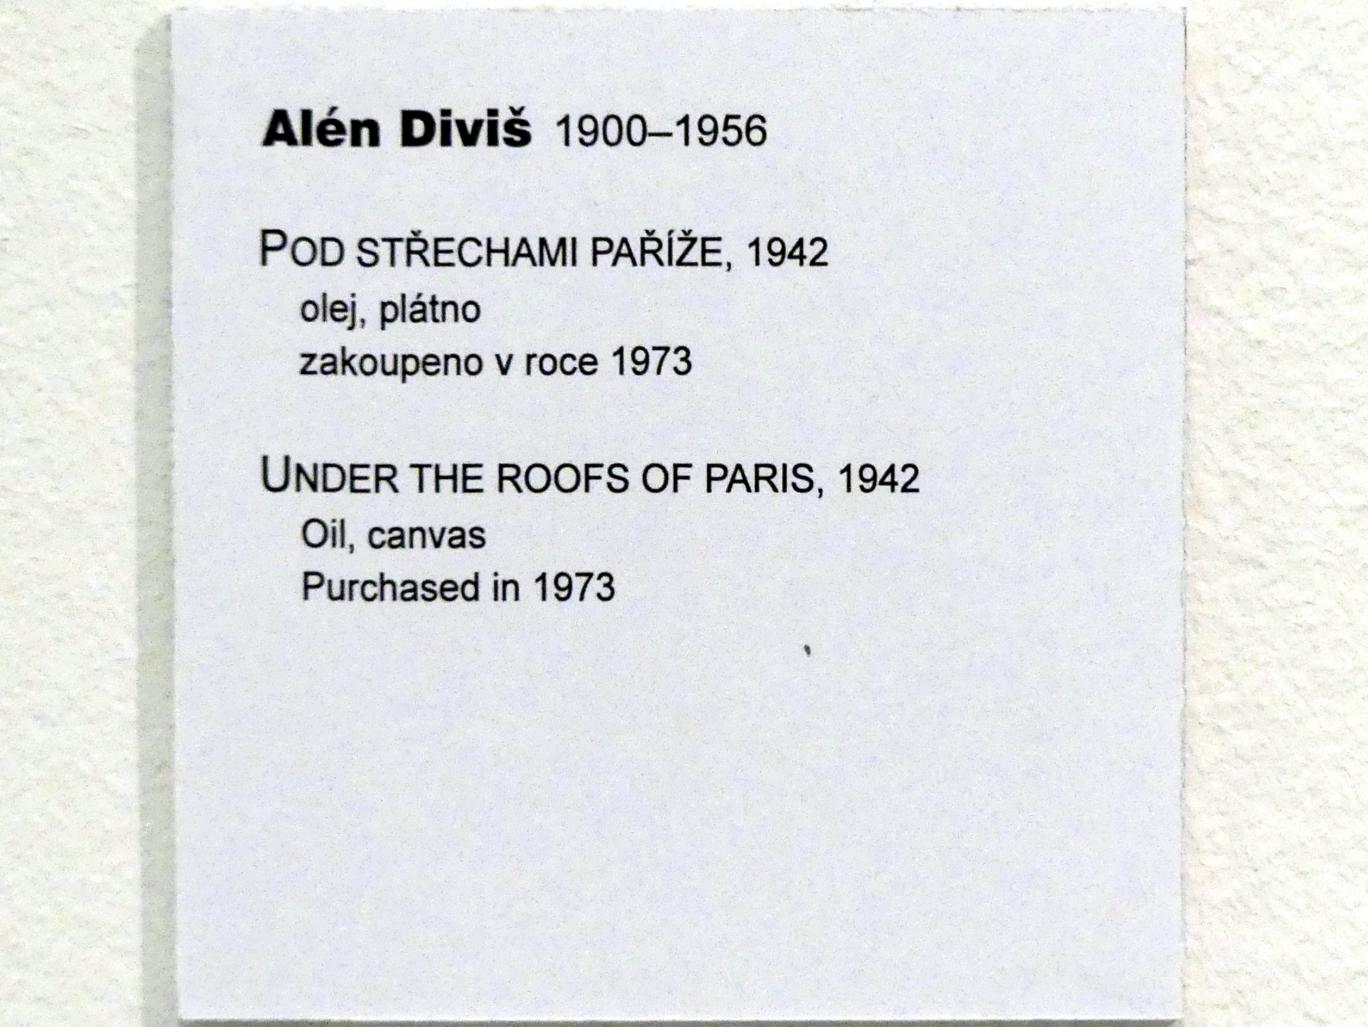 Alén Diviš 1900–1956
POD STŘECHAMI PAŘÍŽE, 1942
olej, plátno
zakoupeno v roce 1973
UNDER THE ROOFS OF PARIS, 1942
Oil, canvas
Purchased in 1973